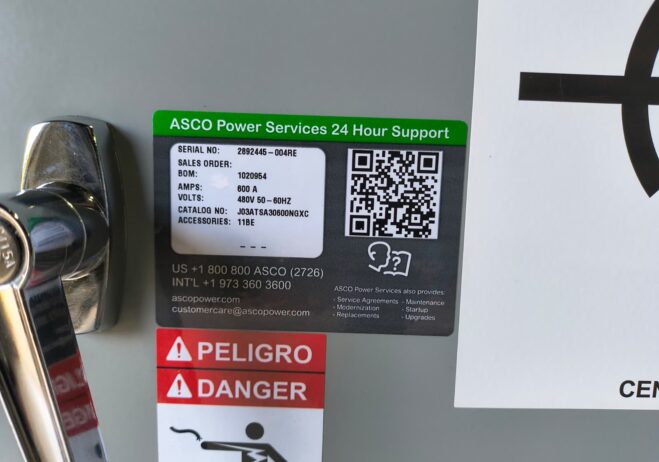 ASCO Power Services 24 Hour Support
SERIAL NO: 2892445-004RE
SALES ORDER:
BOM: 1020954
AMPS: 600 A
VOLTS: 480V 50-60HZ
CATALOG NO: J03ATSA30600NGXC
ACCESSORIES: 11BE
---
US +1 800 800 ASCO (2726)
INT'L +1 973 360 3600
ascopower.com
customercare@ascopower.com
?
ASCO Power Services also provides:
- Service Agreements - Maintenance
- Modernization - Startup
- Replacements - Upgrades
PELIGRO
DANGER
CEN